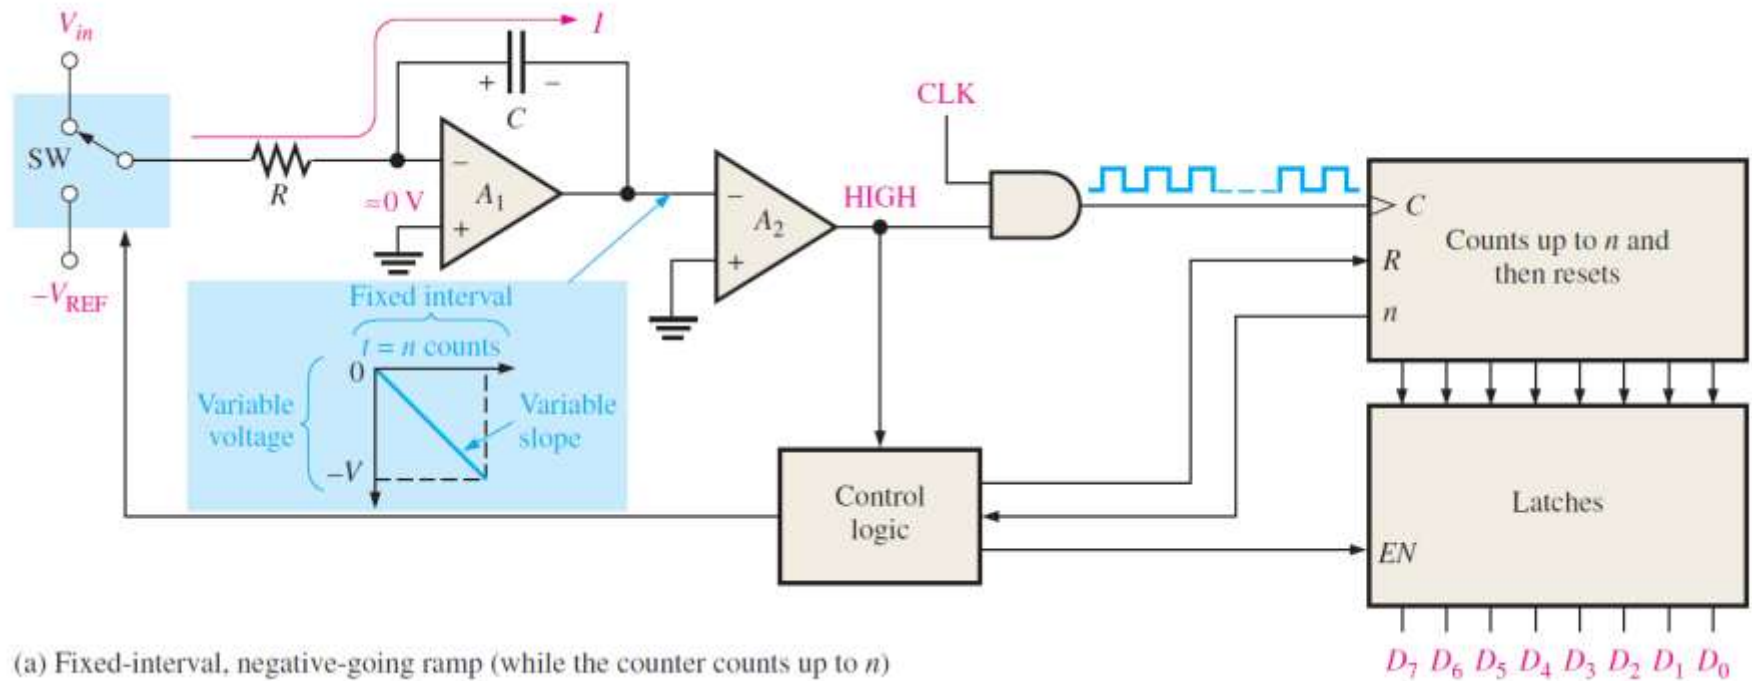 V_in
I
+ −
C
CLK
SW
R
≈0 V
−
A_1
+
−
A_2
+
HIGH
C
R
n
Counts up to n and
then resets
−V_REF
Fixed interval
t = n counts
0
Variable
voltage
Variable
slope
−V
Control
logic
Latches
EN
D_7 D_6 D_5 D_4 D_3 D_2 D_1 D_0
(a) Fixed-interval, negative-going ramp (while the counter counts up to n)